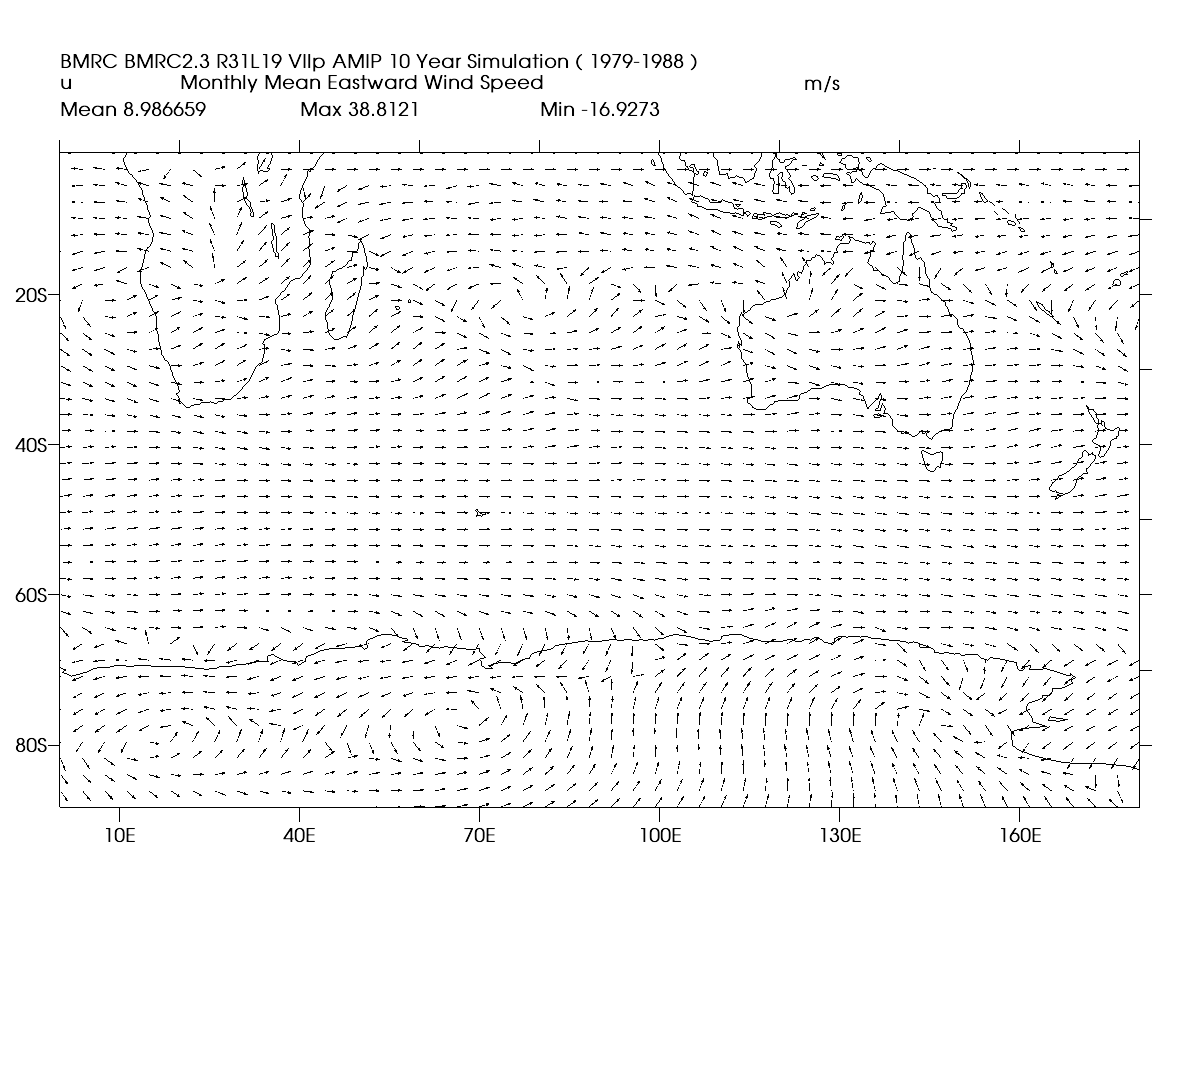 BMRC BMRC2.3 R31L19 VIIp AMIP 10 Year Simulation ( 1979-1988 )
u Monthly Mean Eastward Wind Speed m/s
Mean 8.986659 Max 38.8121 Min -16.9273
20S
40S
60S
80S
10E 40E 70E 100E 130E 160E